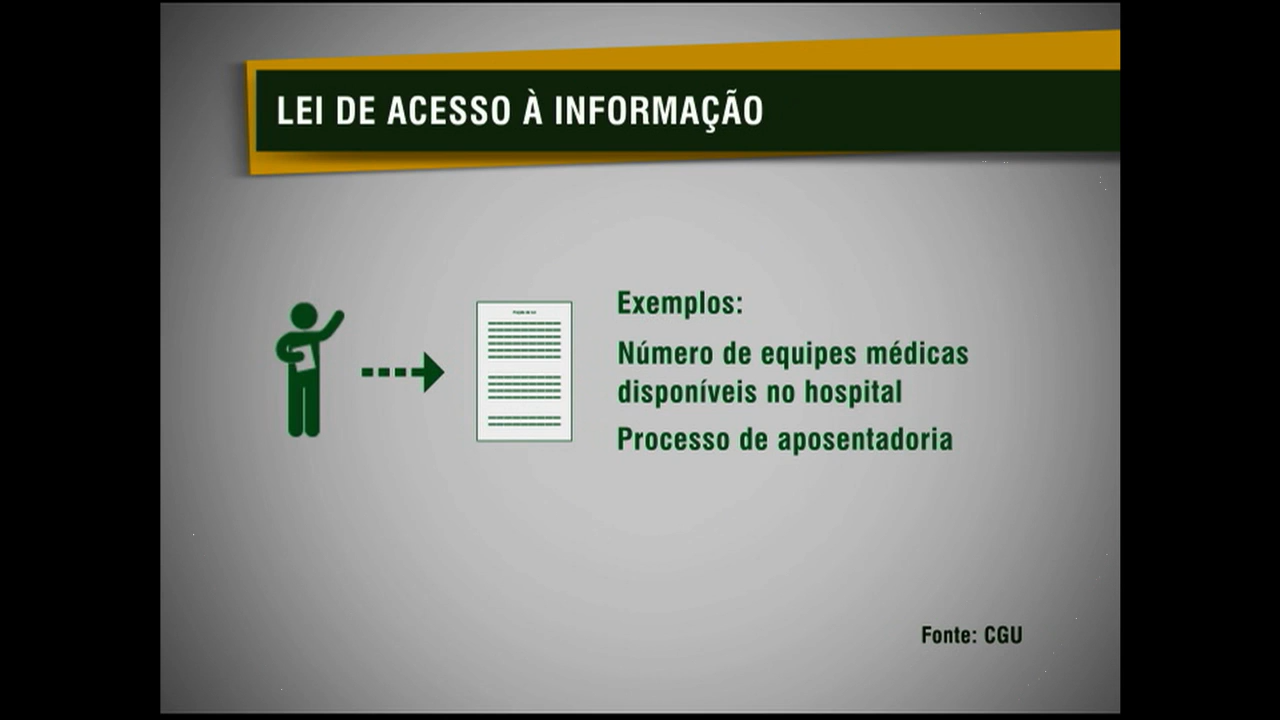 LEI DE ACESSO À INFORMAÇÃO
Exemplos:
Número de equipes médicas
disponíveis no hospital
Processo de aposentadoria
Fonte: CGU